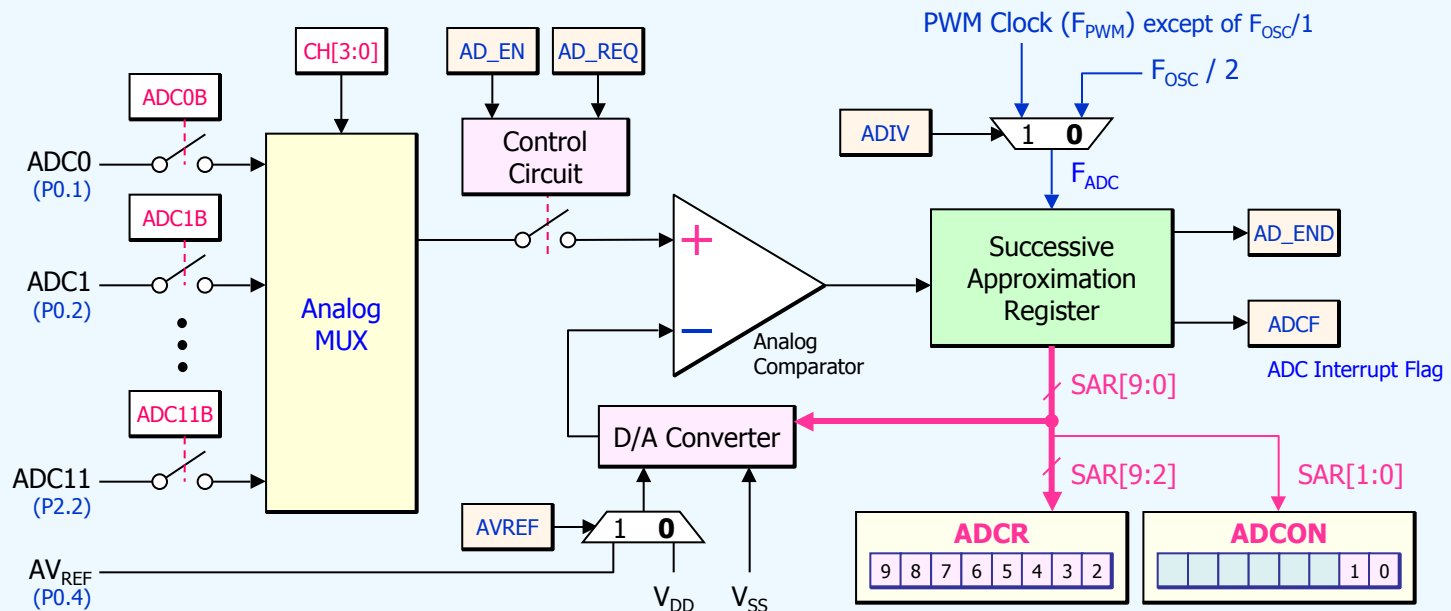 PWM Clock (FPWM) except of FOSC/1
FOSC / 2
CH[3:0]
AD_EN
AD_REQ
ADC0B
ADC0
(P0.1)
Control
Circuit
ADIV
1 0
FADC
ADC1B
ADC1
(P0.2)
Analog
MUX
+
−
Analog
Comparator
Successive
Approximation
Register
AD_END
ADCF
ADC Interrupt Flag
SAR[9:0]
ADC11B
ADC11
(P2.2)
D/A Converter
SAR[9:2]
SAR[1:0]
AVREF
1 0
AVREF
(P0.4)
VDD
VSS
ADCR
9 8 7 6 5 4 3 2
ADCON
1 0